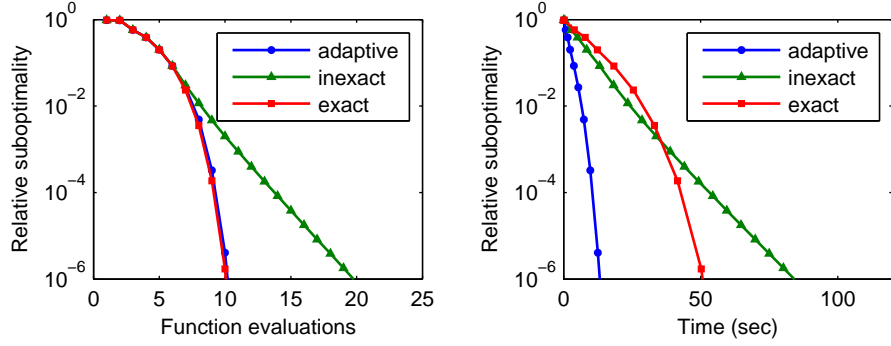 10^0
10^-2
10^-4
10^-6
Relative suboptimality
adaptive
inexact
exact
0 5 10 15 20 25
Function evaluations
10^0
10^-2
10^-4
10^-6
Relative suboptimality
adaptive
inexact
exact
0 50 100
Time (sec)